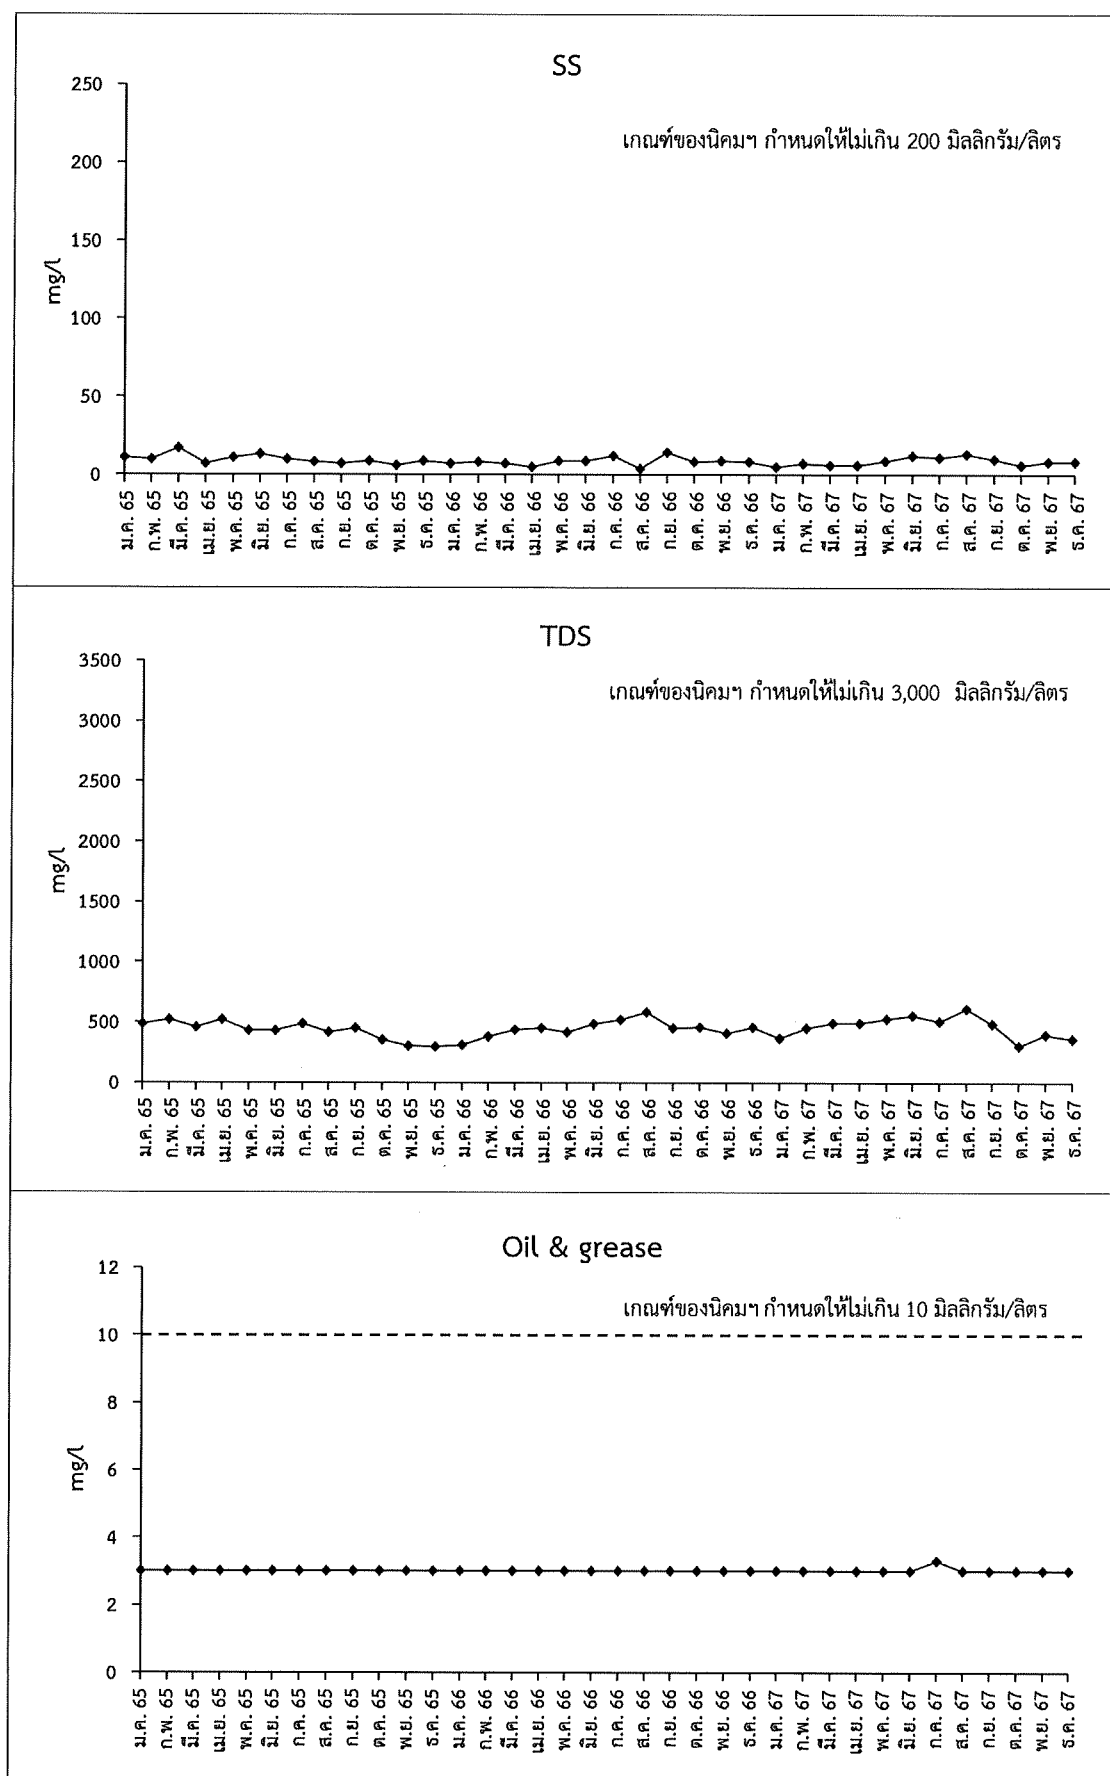 SS
เกณฑ์ของนิคมฯ กำหนดให้ไม่เกิน 200 มิลลิกรัม/ลิตร
mg/l
250
200
150
100
50
0
ม.ค. 65 ก.พ. 65 มี.ค. 65 เม.ย. 65 พ.ค. 65 มิ.ย. 65 ก.ค. 65 ส.ค. 65 ก.ย. 65 ต.ค. 65 พ.ย. 65 ธ.ค. 65 ม.ค. 66 ก.พ. 66 มี.ค. 66 เม.ย. 66 พ.ค. 66 มิ.ย. 66 ก.ค. 66 ส.ค. 66 ก.ย. 66 ต.ค. 66 พ.ย. 66 ธ.ค. 66 ม.ค. 67 ก.พ. 67 มี.ค. 67 เม.ย. 67 พ.ค. 67 มิ.ย. 67 ก.ค. 67 ส.ค. 67 ก.ย. 67 ต.ค. 67 พ.ย. 67 ธ.ค. 67
TDS
เกณฑ์ของนิคมฯ กำหนดให้ไม่เกิน 3,000 มิลลิกรัม/ลิตร
mg/l
3500
3000
2500
2000
1500
1000
500
0
ม.ค. 65 ก.พ. 65 มี.ค. 65 เม.ย. 65 พ.ค. 65 มิ.ย. 65 ก.ค. 65 ส.ค. 65 ก.ย. 65 ต.ค. 65 พ.ย. 65 ธ.ค. 65 ม.ค. 66 ก.พ. 66 มี.ค. 66 เม.ย. 66 พ.ค. 66 มิ.ย. 66 ก.ค. 66 ส.ค. 66 ก.ย. 66 ต.ค. 66 พ.ย. 66 ธ.ค. 66 ม.ค. 67 ก.พ. 67 มี.ค. 67 เม.ย. 67 พ.ค. 67 มิ.ย. 67 ก.ค. 67 ส.ค. 67 ก.ย. 67 ต.ค. 67 พ.ย. 67 ธ.ค. 67
Oil & grease
เกณฑ์ของนิคมฯ กำหนดให้ไม่เกิน 10 มิลลิกรัม/ลิตร
mg/l
12
10
8
6
4
2
0
ม.ค. 65 ก.พ. 65 มี.ค. 65 เม.ย. 65 พ.ค. 65 มิ.ย. 65 ก.ค. 65 ส.ค. 65 ก.ย. 65 ต.ค. 65 พ.ย. 65 ธ.ค. 65 ม.ค. 66 ก.พ. 66 มี.ค. 66 เม.ย. 66 พ.ค. 66 มิ.ย. 66 ก.ค. 66 ส.ค. 66 ก.ย. 66 ต.ค. 66 พ.ย. 66 ธ.ค. 66 ม.ค. 67 ก.พ. 67 มี.ค. 67 เม.ย. 67 พ.ค. 67 มิ.ย. 67 ก.ค. 67 ส.ค. 67 ก.ย. 67 ต.ค. 67 พ.ย. 67 ธ.ค. 67